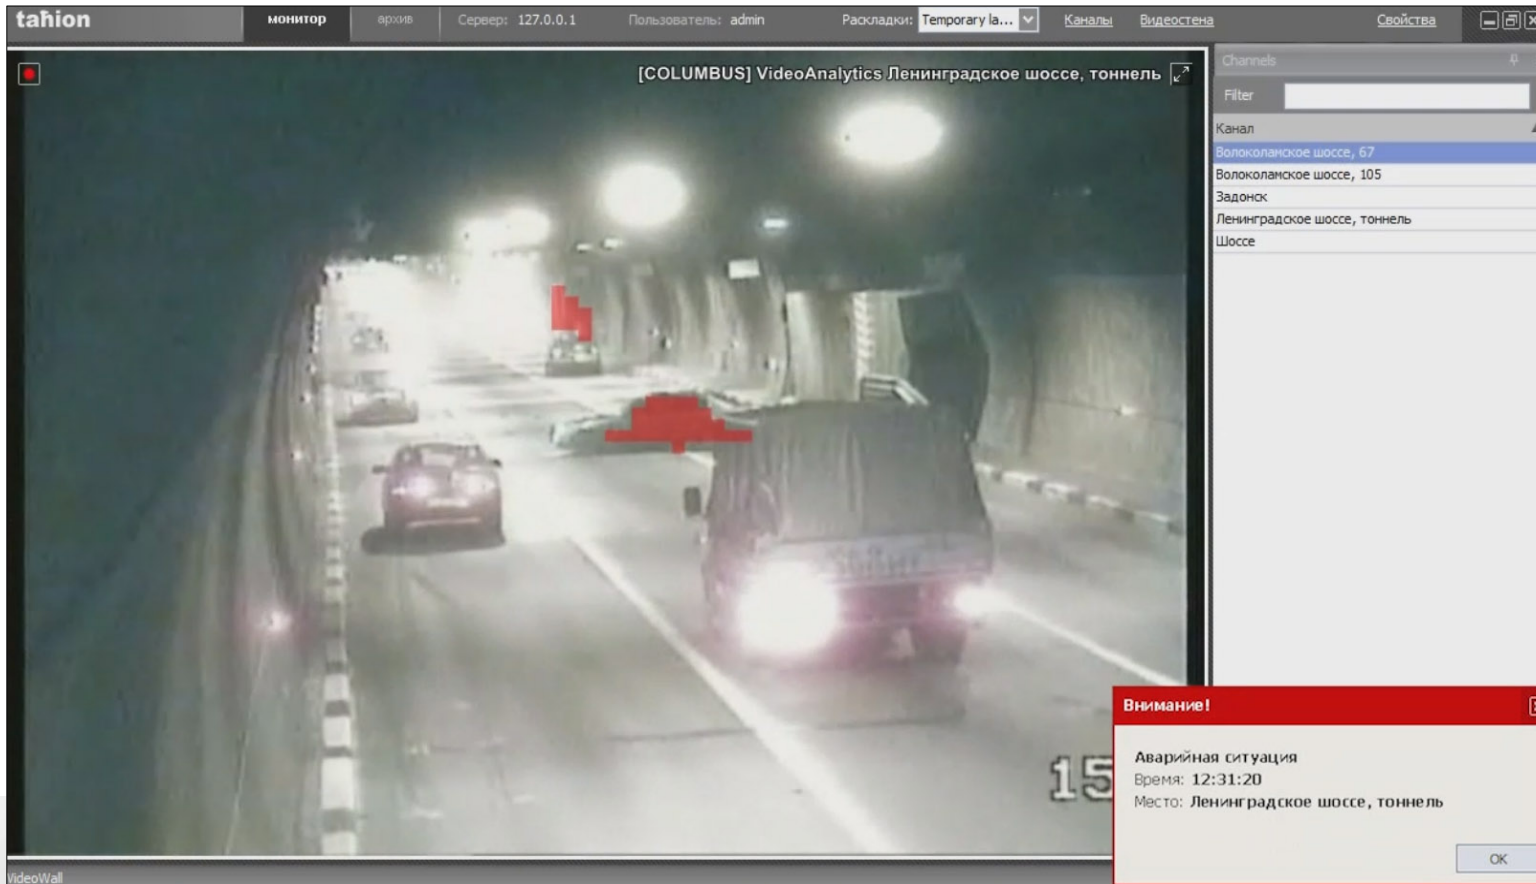 tahion
монитор
архив
Сервер: 127.0.0.1
Пользователь: admin
Раскладки: Temporary la...
Каналы
Видеостена
Свойства
[COLUMBUS] VideoAnalytics Ленинградское шоссе, тоннель
Channels
Filter
Канал
Волоколанское шоссе, 67
Волоколанское шоссе, 105
Задонск
Ленинградское шоссе, тоннель
Шоссе
15
Внимание!
Аварийная ситуация
Время: 12:31:20
Место: Ленинградское шоссе, тоннель
OK
VideoWall